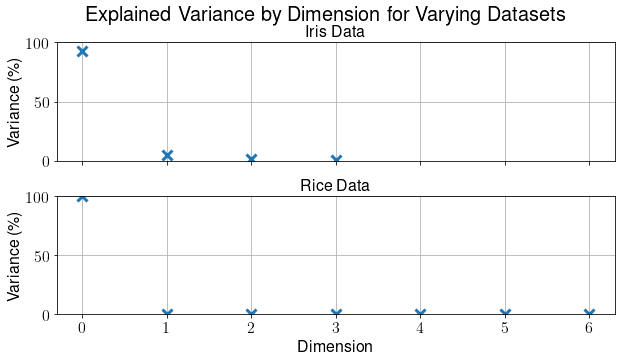 Explained Variance by Dimension for Varying Datasets
Iris Data
100
50
0
Variance (%)
Rice Data
100
50
0
Variance (%)
0 1 2 3 4 5 6
Dimension